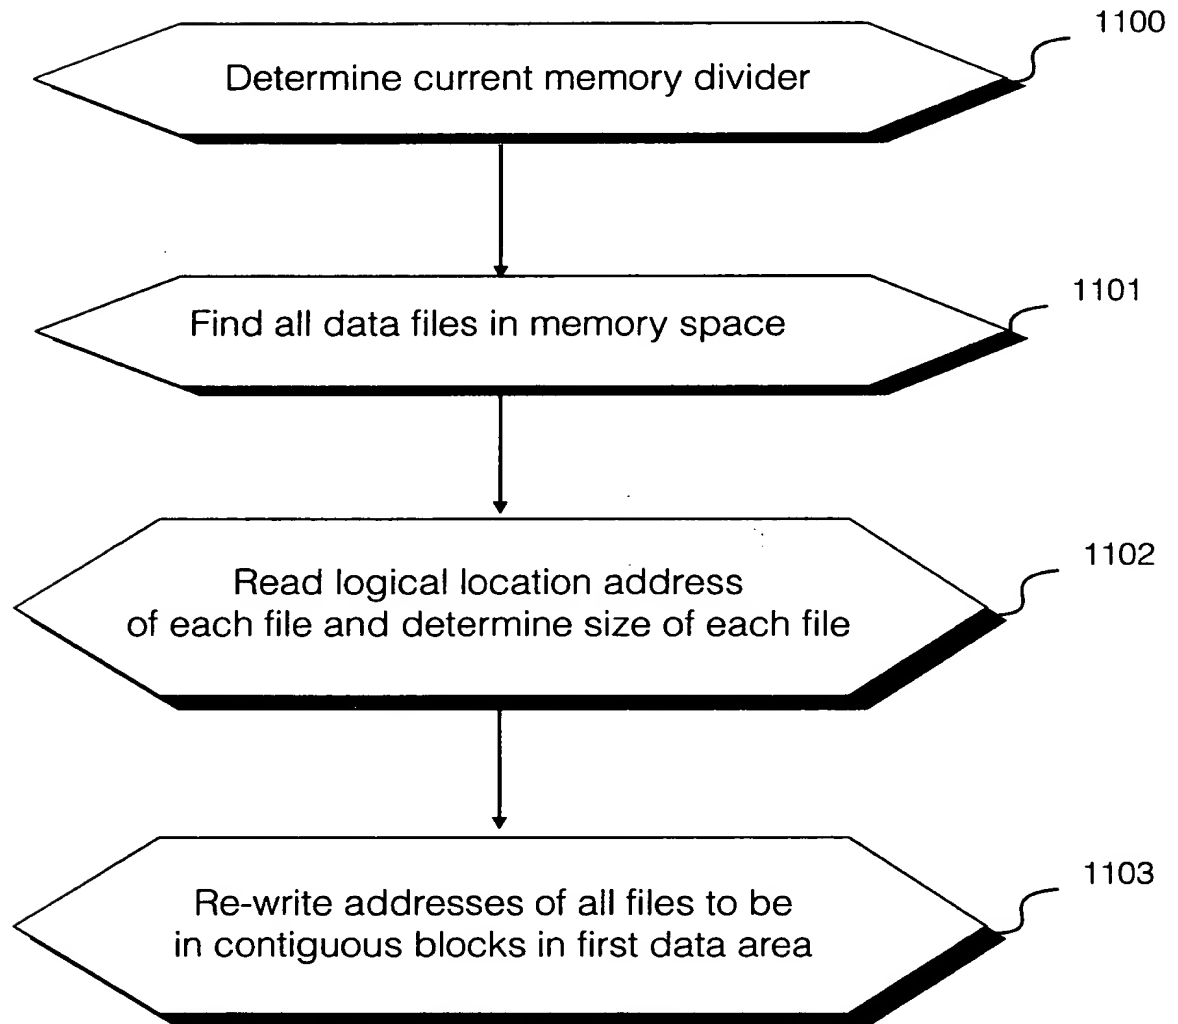 1100
Determine current memory divider
1101
Find all data files in memory space
1102
Read logical location address
of each file and determine size of each file
1103
Re-write addresses of all files to be
in contiguous blocks in first data area